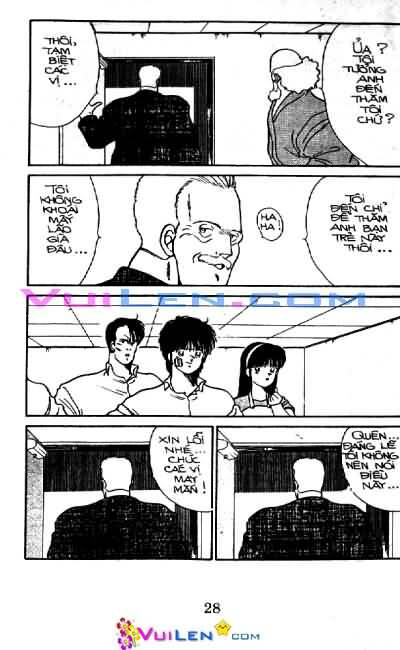 THÔI,
TẠM
BIỆT
CÁC
VỊ...
ỦA?
TÔI
TƯỞNG
ANH
ĐẾN
THĂM
TÔI
CHỨ?
TÔI
KHÔNG
KHOÁI
MẤY
LÃO
GIÀ
ĐÂU...
HA
HA!
TÔI
ĐẾN CHỈ
ĐỂ THĂM
ANH BẠN
TRẺ NÀY
THÔI...
VuiLen.com
XIN LỖI
NHÉ...
CHÚC
CÁC VỊ
MAY
MẮN!
QUÊN...
ĐÁNG LẼ
TÔI KHÔNG
NÊN NÓI
ĐIỀU
NÀY...
28
VuiLen.com